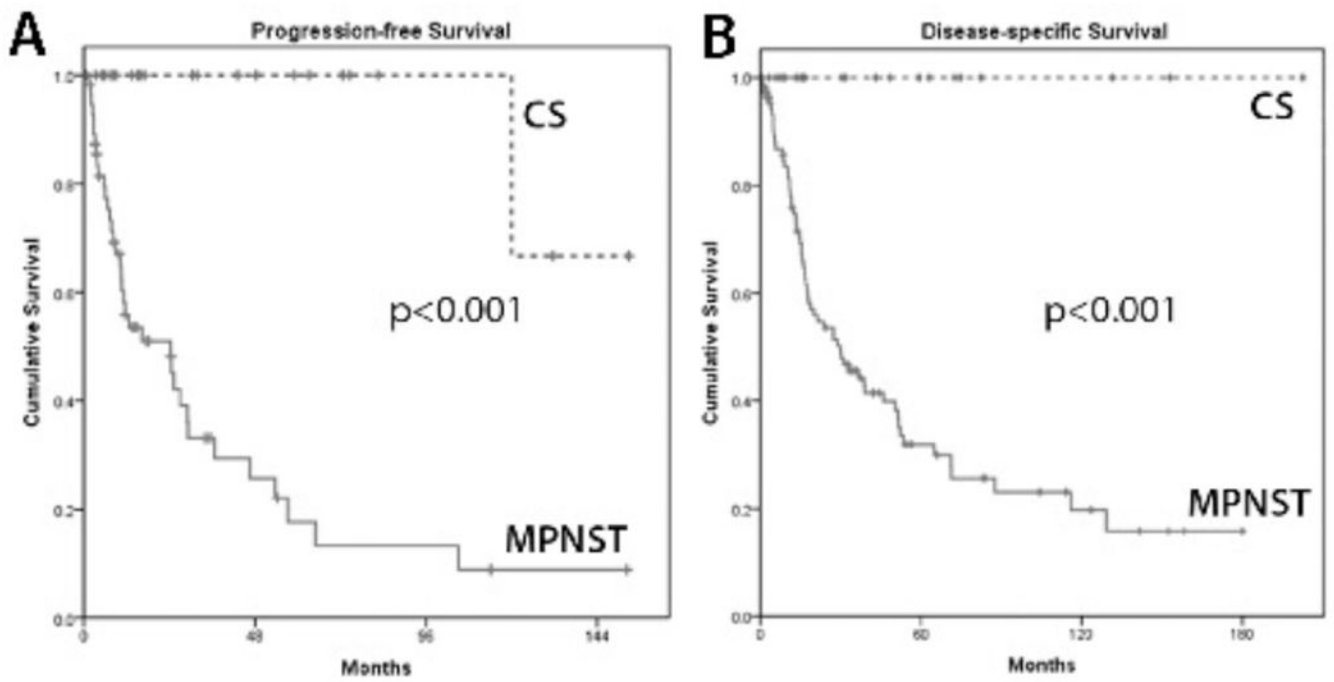 A
Progression-free Survival
1.0
0.8
0.6
0.4
0.2
0.0
Cumulative Survival
CS
p<0.001
MPNST
0 48 96 144
Months
B
Disease-specific Survival
1.0
0.8
0.6
0.4
0.2
0.0
Cumulative Survival
CS
p<0.001
MPNST
0 60 120 180
Months